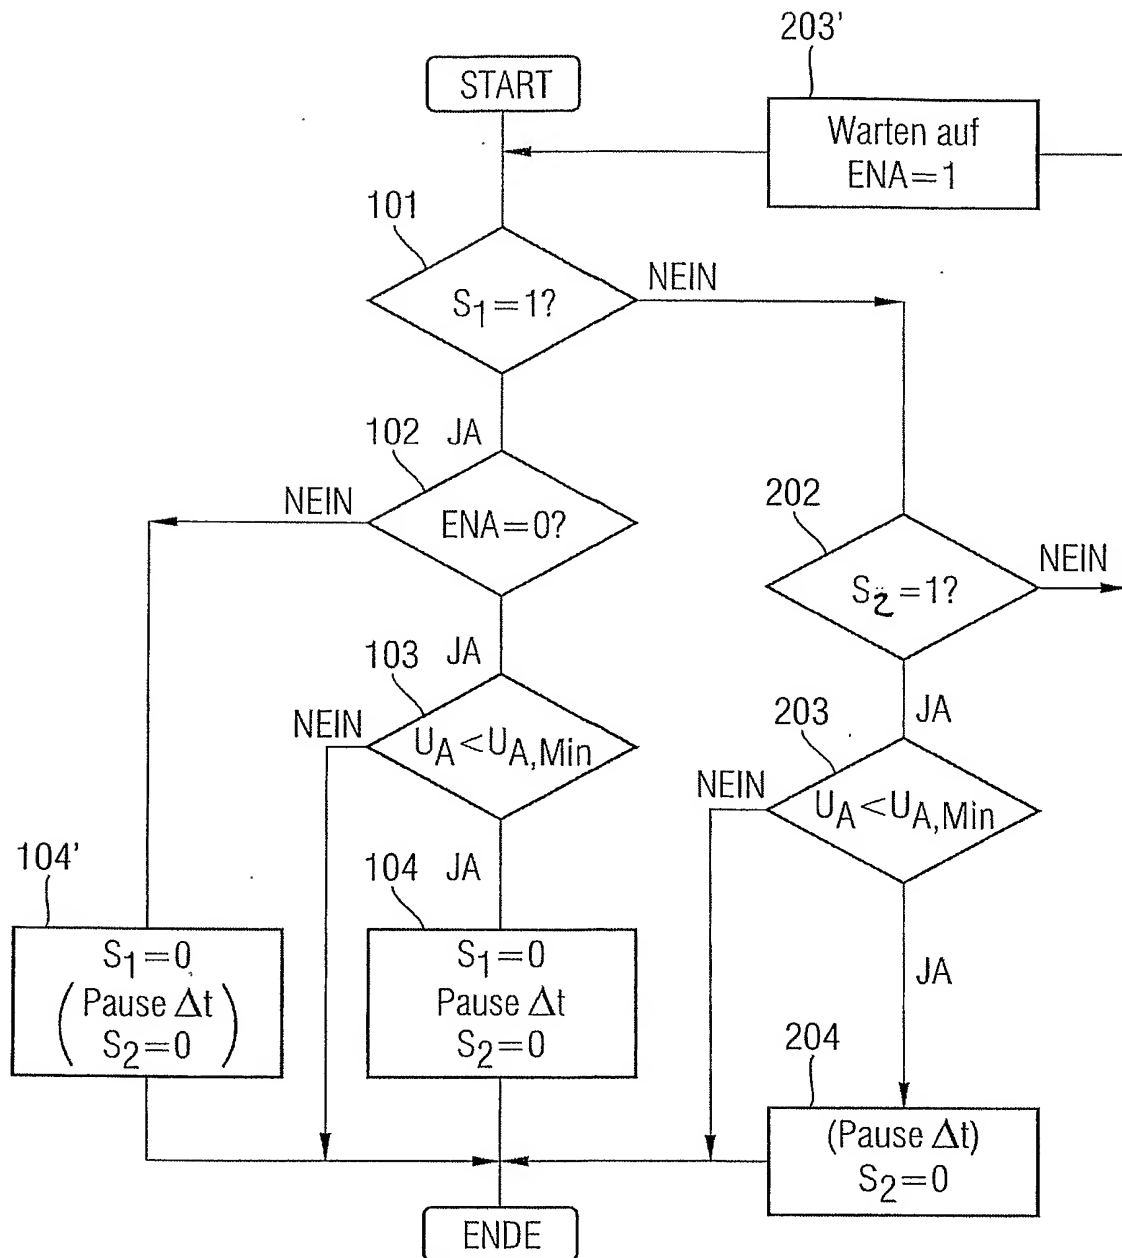 203'
START
Warten auf
ENA=1
101
NEIN
S1=1?
102
JA
NEIN
ENA=0?
202
NEIN
S2=1?
103
JA
NEIN
UA<UA,Min
203
JA
NEIN
UA<UA,Min
104'
104
JA
S1=0
(Pause Δt
S2=0)
S1=0
Pause Δt
S2=0
JA
204
(Pause Δt)
S2=0
ENDE